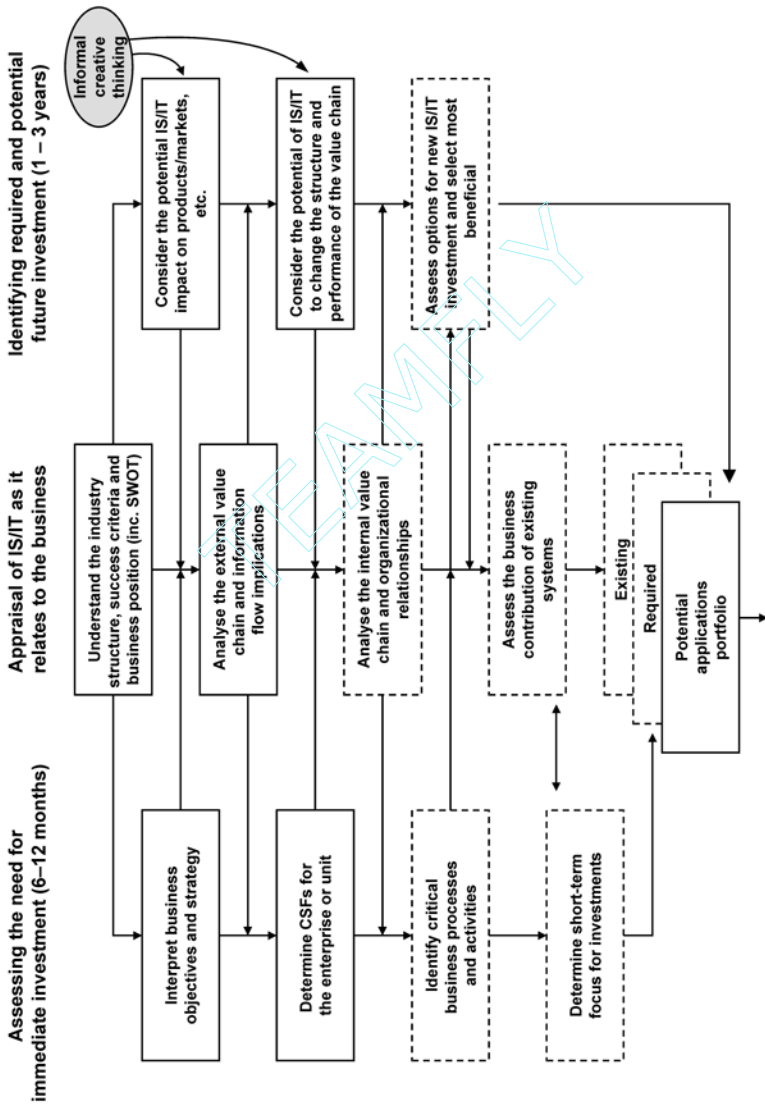 Assessing the need for
immediate investment (6–12 months)
Appraisal of IS/IT as it
relates to the business
Identifying required and potential
future investment (1 – 3 years)
Informal
creative
thinking
Understand the industry
structure, success criteria and
business position (inc. SWOT)
Interpret business
objectives and strategy
Consider the potential IS/IT
impact on products/markets,
etc.
Analyse the external value
chain and information
flow implications
Determine CSFs for
the enterprise or unit
Consider the potential of IS/IT
to change the structure and
performance of the value chain
Analyse the internal value
chain and organizational
relationships
Identify critical
business processes
and activities
Assess options for new IS/IT
investment and select most
beneficial
Assess the business
contribution of existing
systems
Determine short-term
focus for investments
Existing
Required
Potential
applications
portfolio
TEAMFLY